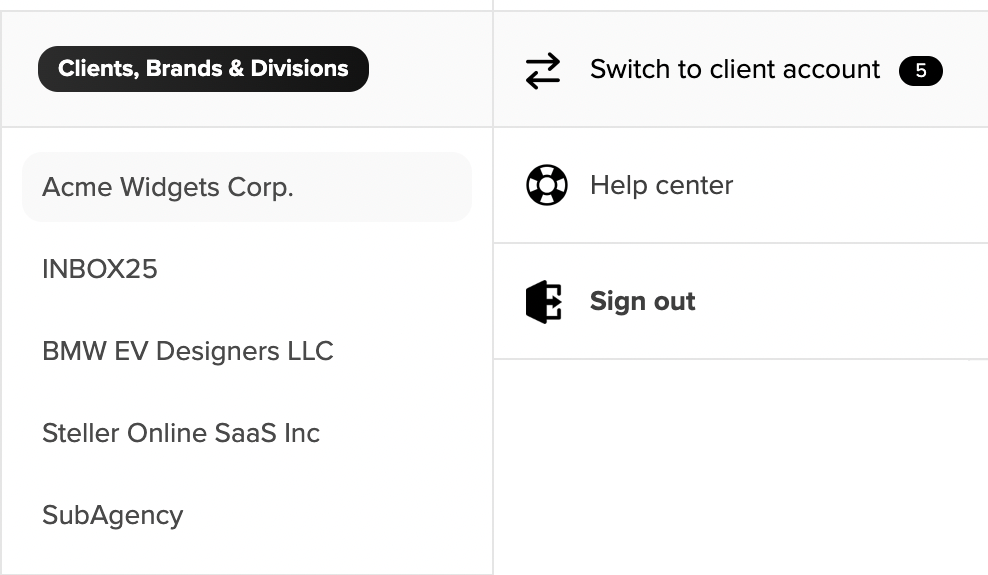 Clients, Brands & Divisions
Acme Widgets Corp.
INBOX25
BMW EV Designers LLC
Steller Online SaaS Inc
SubAgency
Switch to client account 5
Help center
Sign out